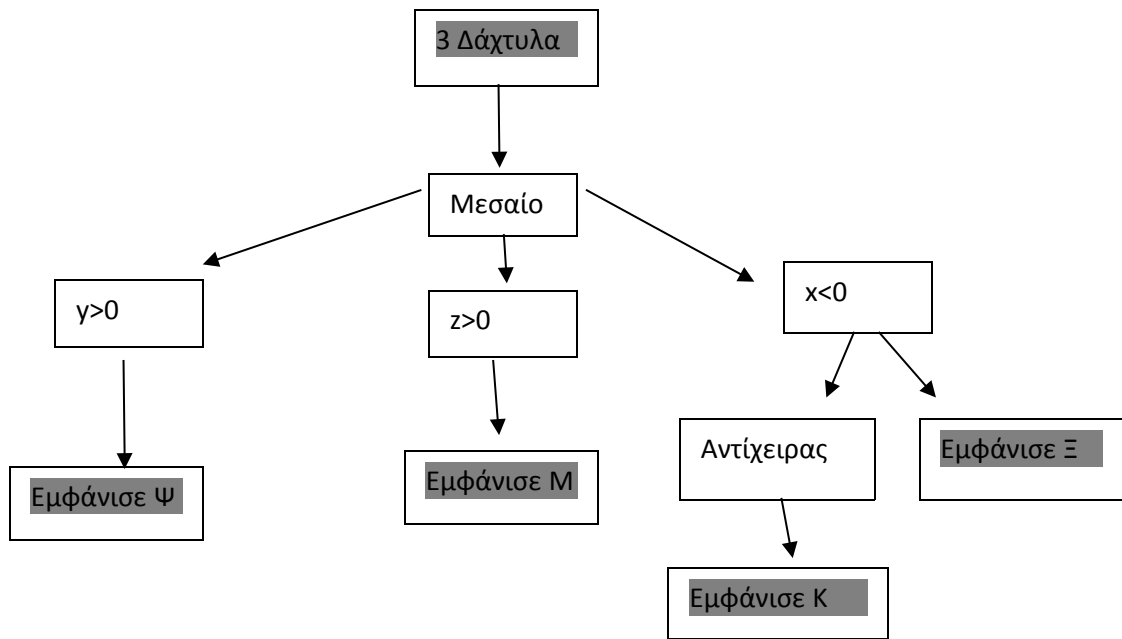 3 Δάχτυλα
Μεσαίο
y>0
z>0
x<0
Αντίχειρας
Εμφάνισε Ξ
Εμφάνισε Ψ
Εμφάνισε Μ
Εμφάνισε Κ